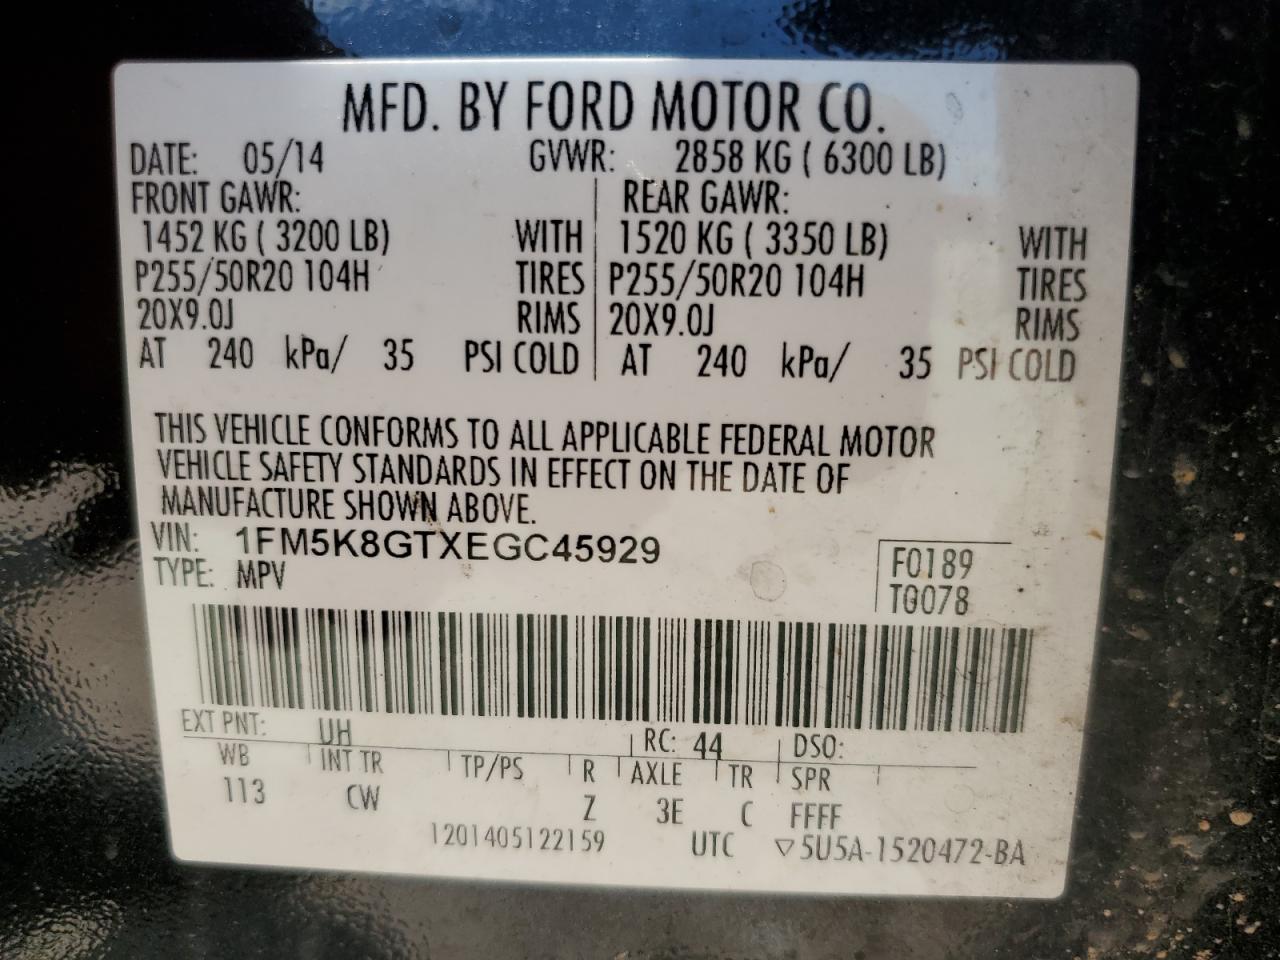 MFD. BY FORD MOTOR CO.
DATE: 05/14 GVWR: 2858 KG ( 6300 LB)
FRONT GAWR: REAR GAWR:
1452 KG ( 3200 LB) WITH 1520 KG ( 3350 LB) WITH
P255/50R20 104H TIRES P255/50R20 104H TIRES
20X9.0J RIMS 20X9.0J RIMS
AT 240 kPa/ 35 PSI COLD AT 240 kPa/ 35 PSI COLD
THIS VEHICLE CONFORMS TO ALL APPLICABLE FEDERAL MOTOR
VEHICLE SAFETY STANDARDS IN EFFECT ON THE DATE OF
MANUFACTURE SHOWN ABOVE.
VIN: 1FM5K8GTXEGC45929
F0189
TYPE: MPV
T0078
EXT PNT: UH RC: 44 DSO:
WB INT TR TP/PS R AXLE TR SPR
113 CW Z 3E C FFFF
1201405122159 UTC ▽5U5A-1520472-BA